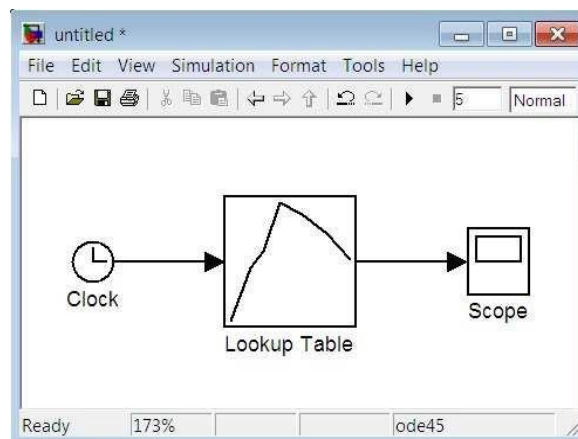 untitled *
File Edit View Simulation Format Tools Help
5 Normal
Clock
Lookup Table
Scope
Ready 173% ode45